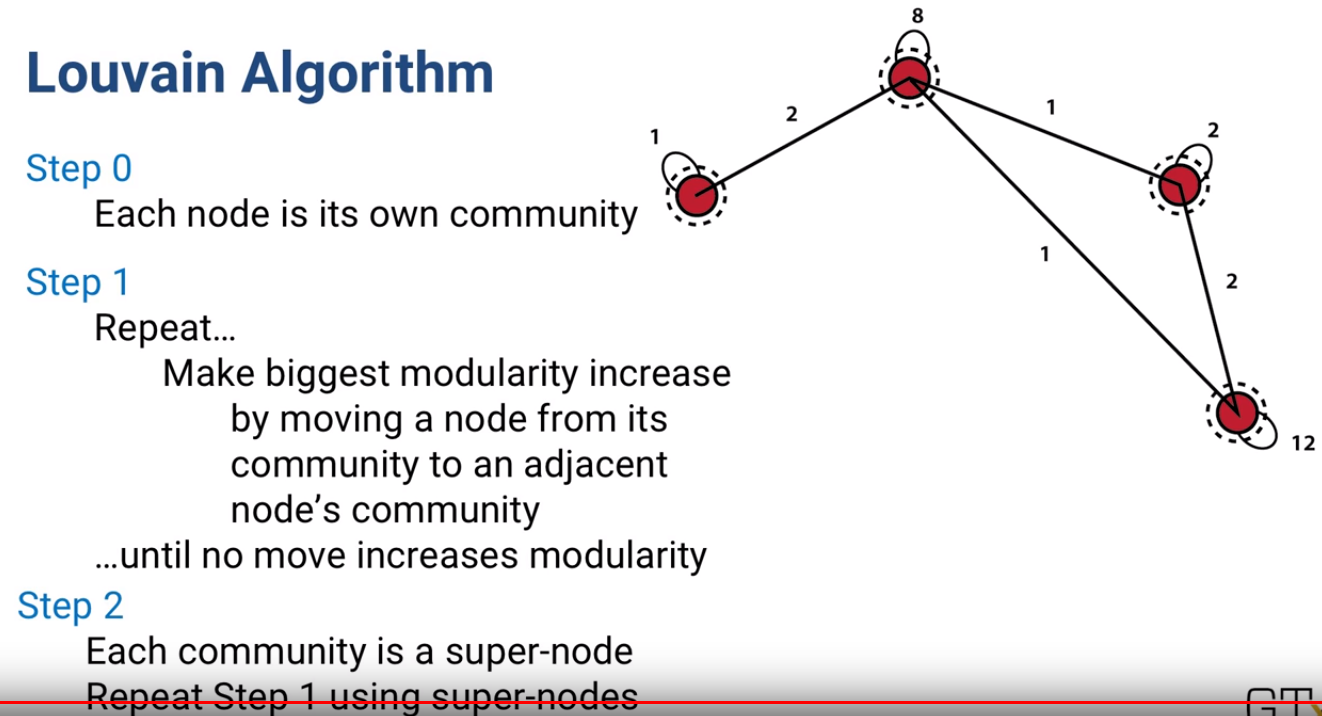 Louvain Algorithm
Step 0
Each node is its own community
Step 1
Repeat...
Make biggest modularity increase
by moving a node from its
community to an adjacent
node's community
...until no move increases modularity
Step 2
Each community is a super-node
Repeat Step 1 using super-nodes
8
2
1
1
2
1
2
12
GT